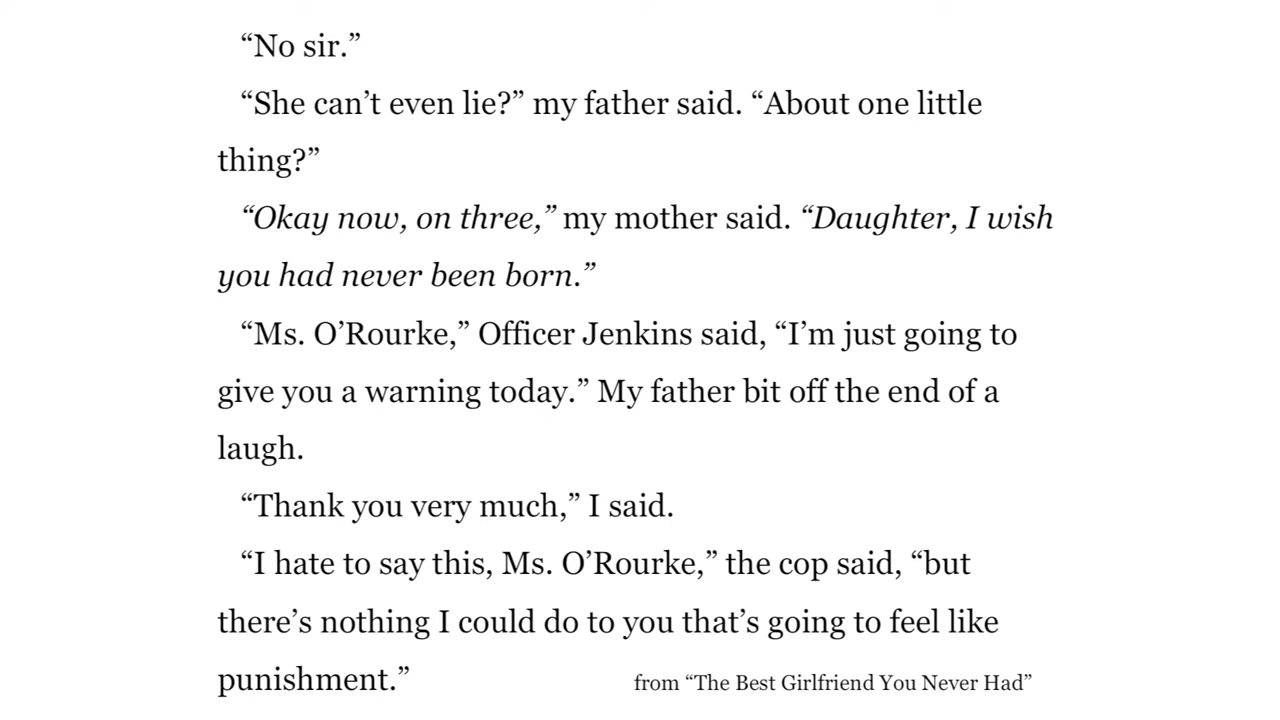 “No sir.”
“She can’t even lie?” my father said. “About one little
thing?”
“Okay now, on three,” my mother said. “Daughter, I wish
you had never been born.”
“Ms. O’Rourke,” Officer Jenkins said, “I’m just going to
give you a warning today.” My father bit off the end of a
laugh.
“Thank you very much,” I said.
“I hate to say this, Ms. O’Rourke,” the cop said, “but
there’s nothing I could do to you that’s going to feel like
punishment.”
from “The Best Girlfriend You Never Had”